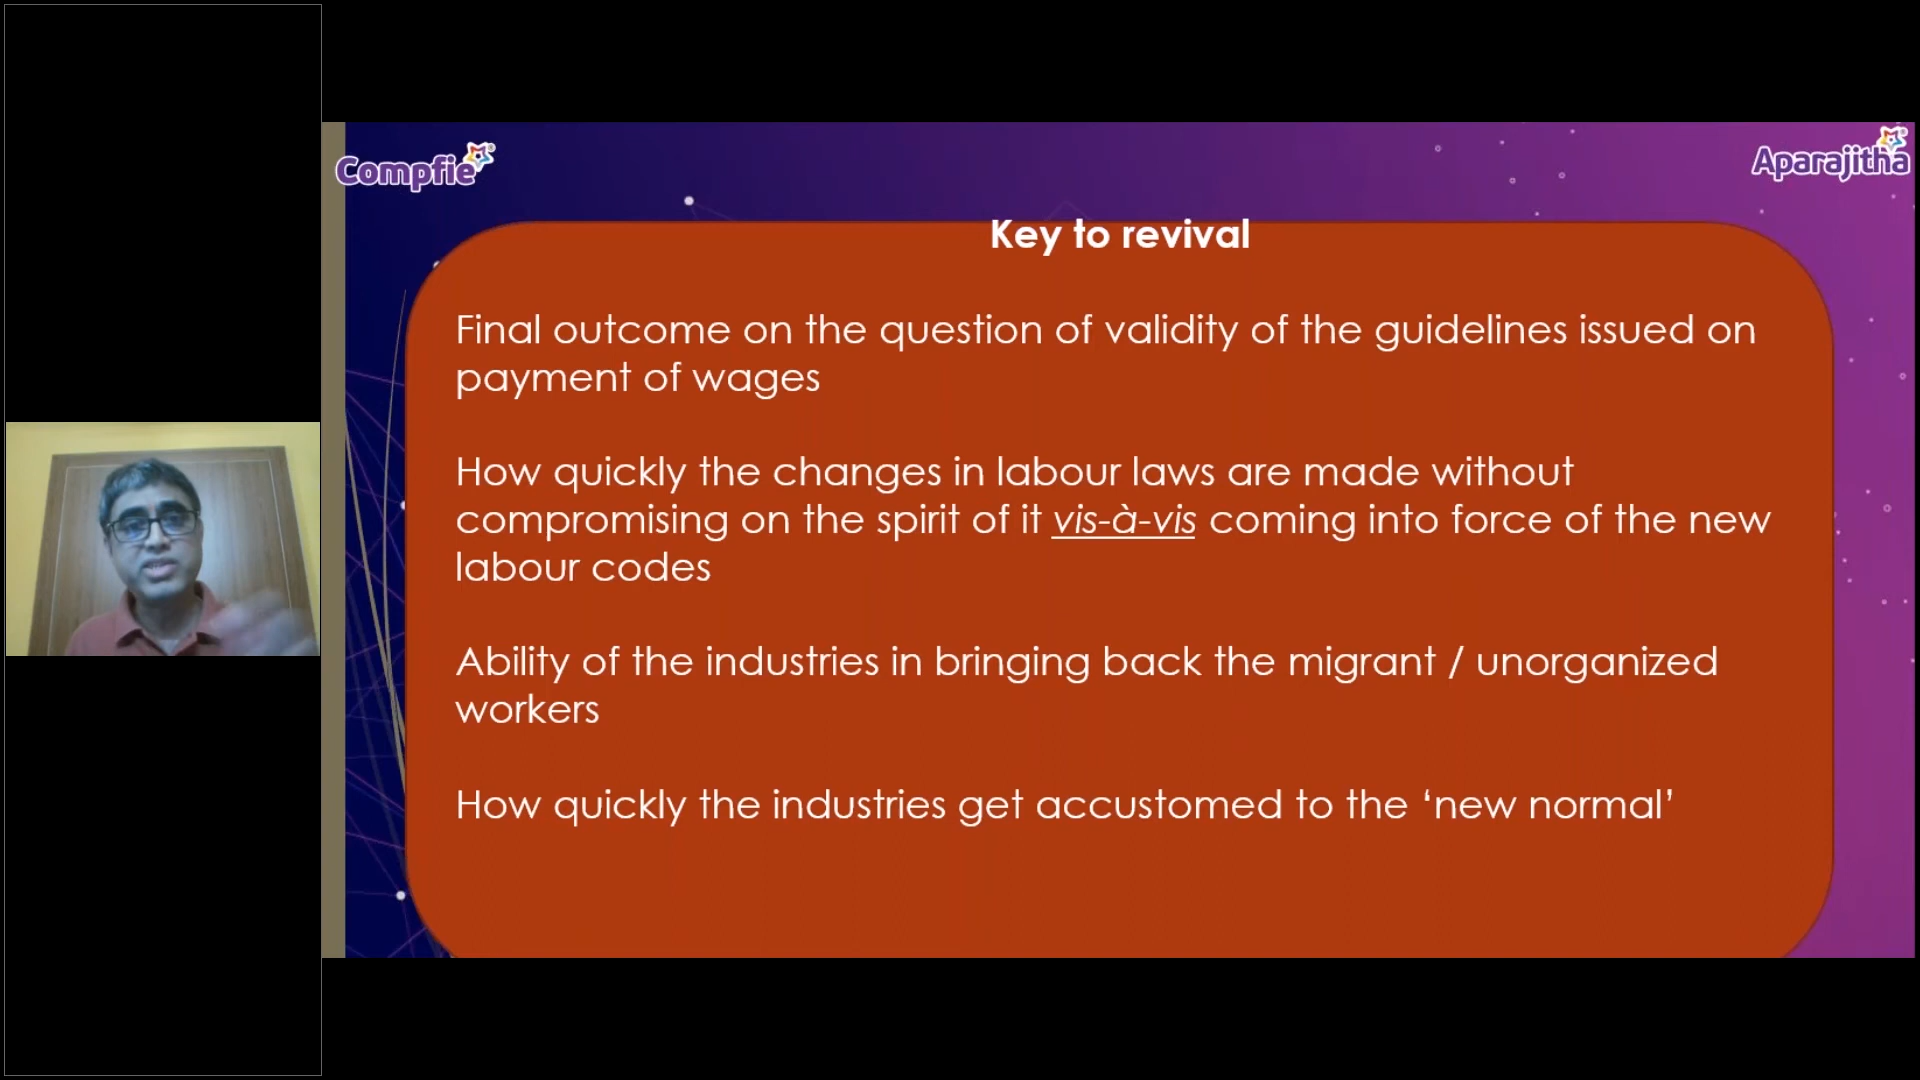 Compfie
Aparajitha
Key to revival
Final outcome on the question of validity of the guidelines issued on
payment of wages
How quickly the changes in labour laws are made without
compromising on the spirit of it vis-à-vis coming into force of the new
labour codes
Ability of the industries in bringing back the migrant / unorganized
workers
How quickly the industries get accustomed to the ‘new normal’